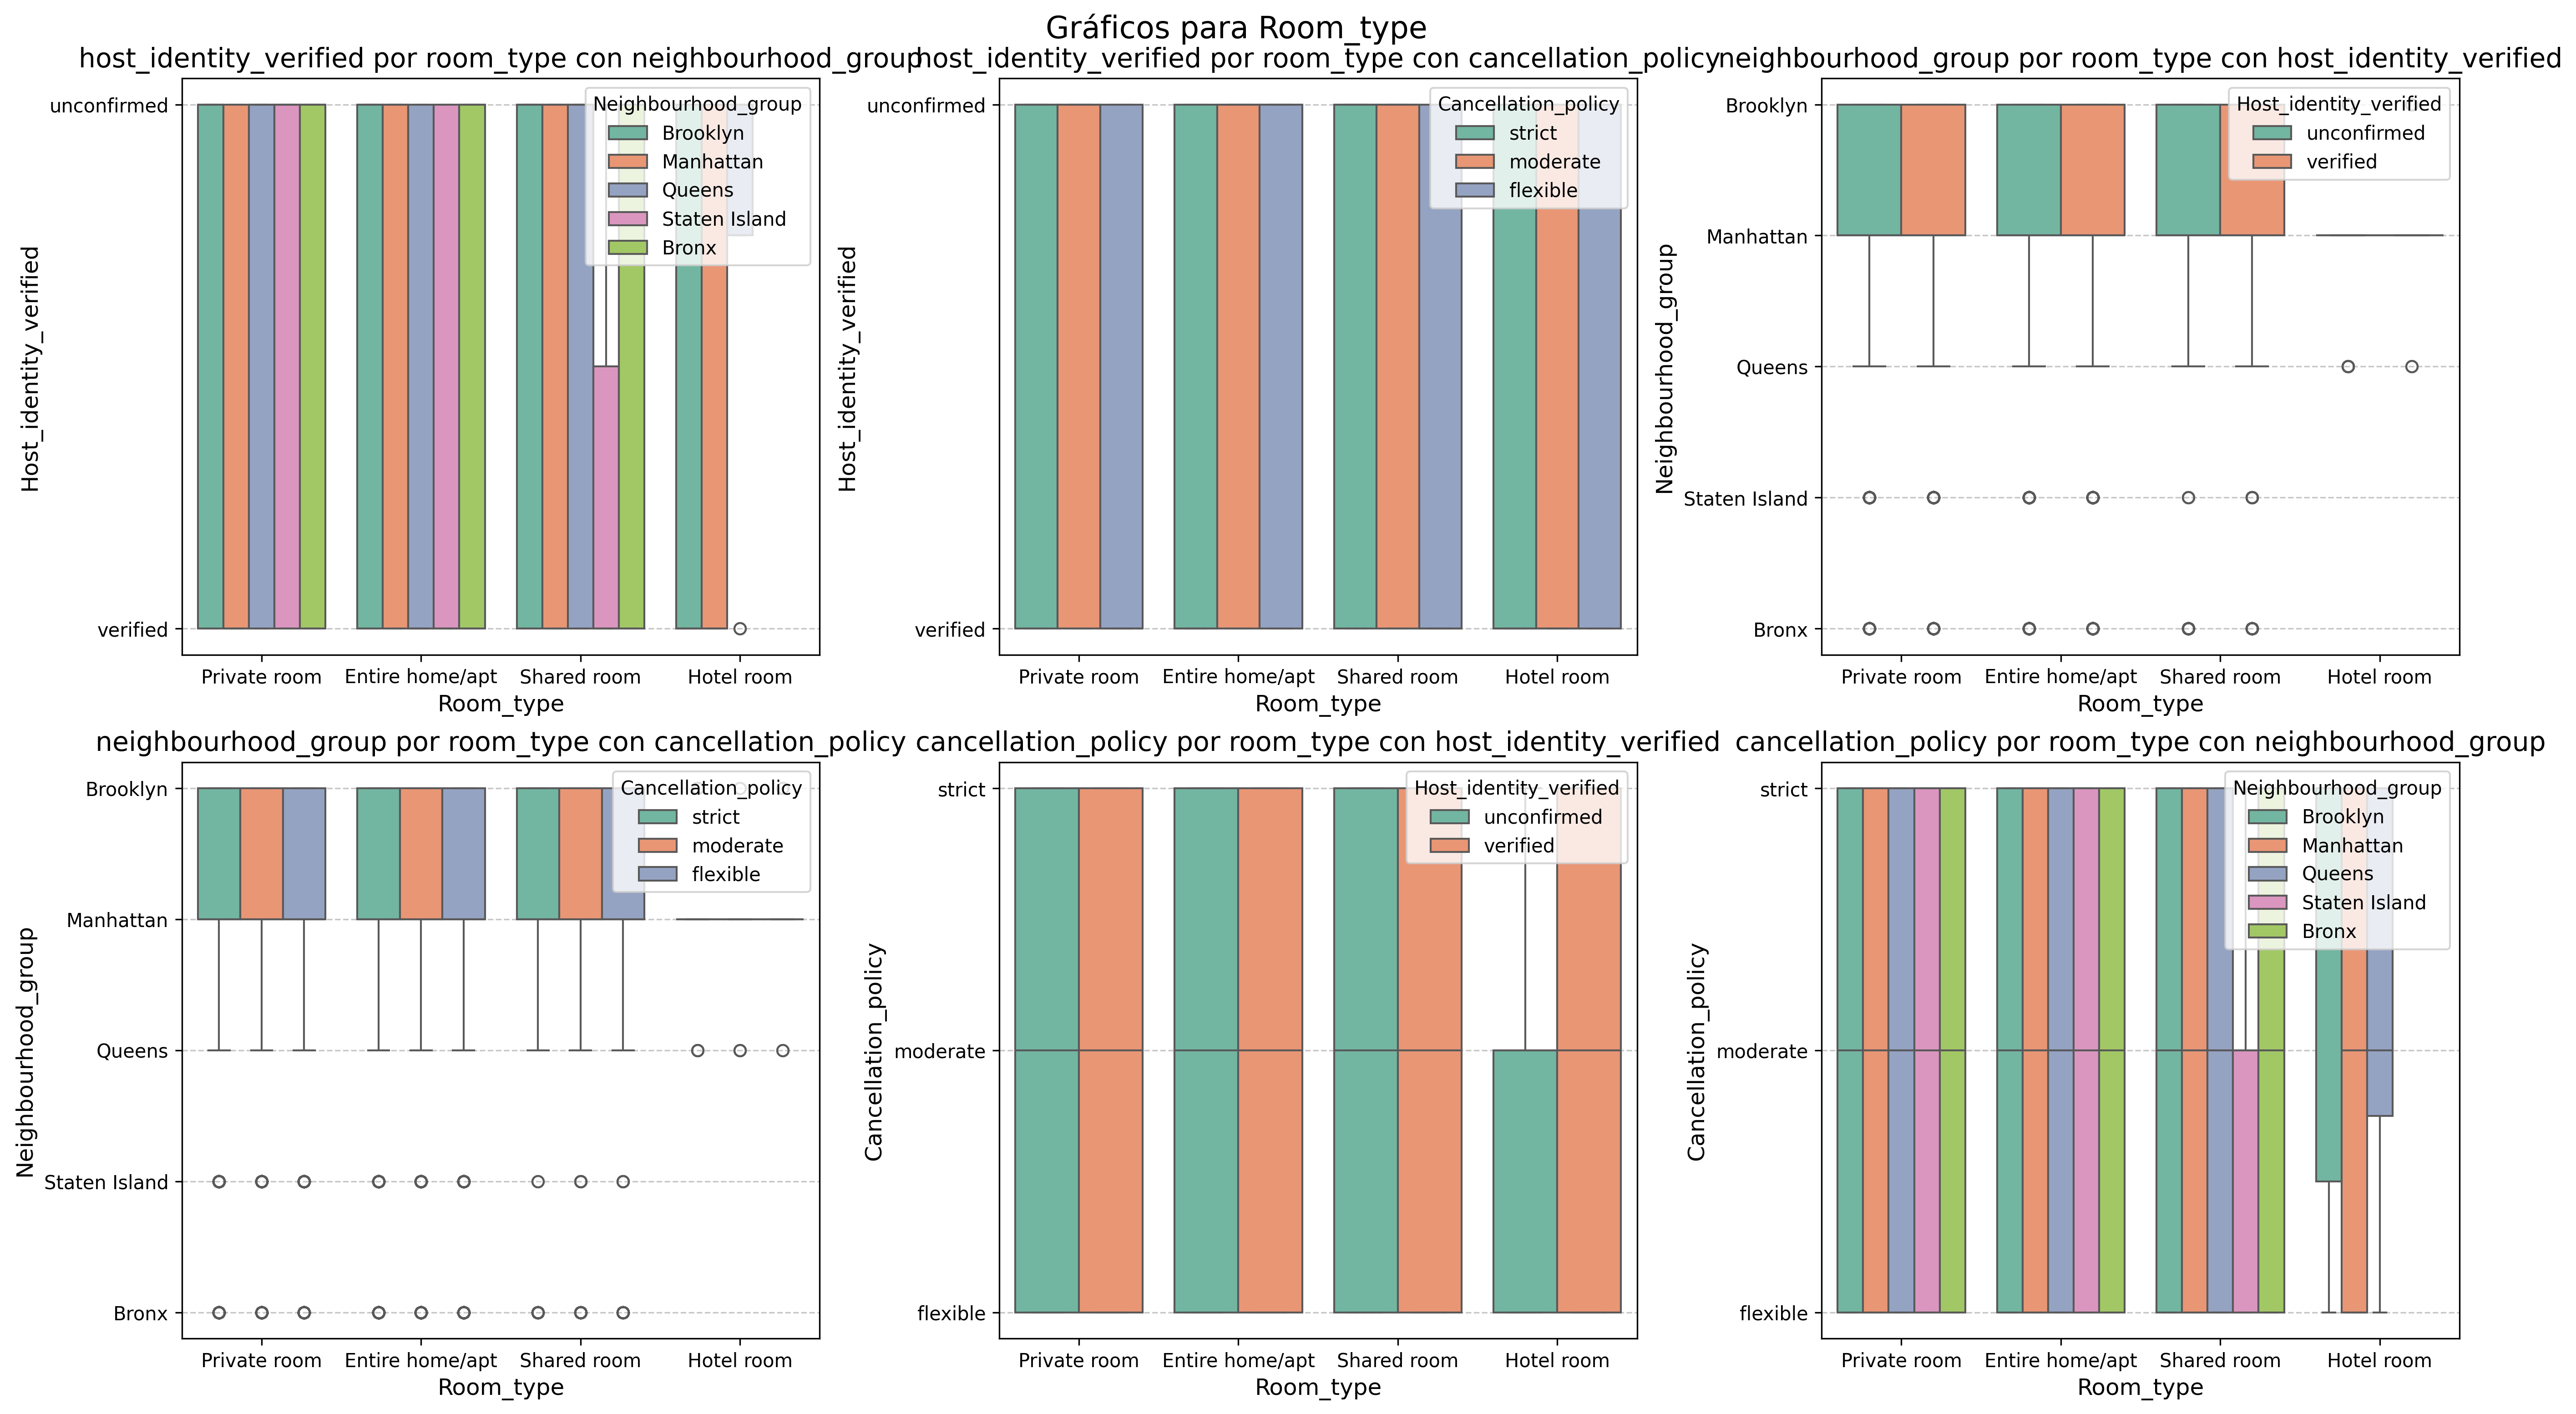 Gráficos para Room_type
host_identity_verified por room_type con neighbourhood_group
Host_identity_verified
unconfirmed
verified
Neighbourhood_group
Brooklyn
Manhattan
Queens
Staten Island
Bronx
Private room
Entire home/apt
Shared room
Hotel room
Room_type
host_identity_verified por room_type con cancellation_policy
Host_identity_verified
unconfirmed
verified
Cancellation_policy
strict
moderate
flexible
Private room
Entire home/apt
Shared room
Hotel room
Room_type
neighbourhood_group por room_type con host_identity_verified
Neighbourhood_group
Brooklyn
Manhattan
Queens
Staten Island
Bronx
Host_identity_verified
unconfirmed
verified
Private room
Entire home/apt
Shared room
Hotel room
Room_type
neighbourhood_group por room_type con cancellation_policy
Neighbourhood_group
Brooklyn
Manhattan
Queens
Staten Island
Bronx
Cancellation_policy
strict
moderate
flexible
Private room
Entire home/apt
Shared room
Hotel room
Room_type
cancellation_policy por room_type con host_identity_verified
Cancellation_policy
strict
moderate
flexible
Host_identity_verified
unconfirmed
verified
Private room
Entire home/apt
Shared room
Hotel room
Room_type
cancellation_policy por room_type con neighbourhood_group
Cancellation_policy
strict
moderate
flexible
Neighbourhood_group
Brooklyn
Manhattan
Queens
Staten Island
Bronx
Private room
Entire home/apt
Shared room
Hotel room
Room_type